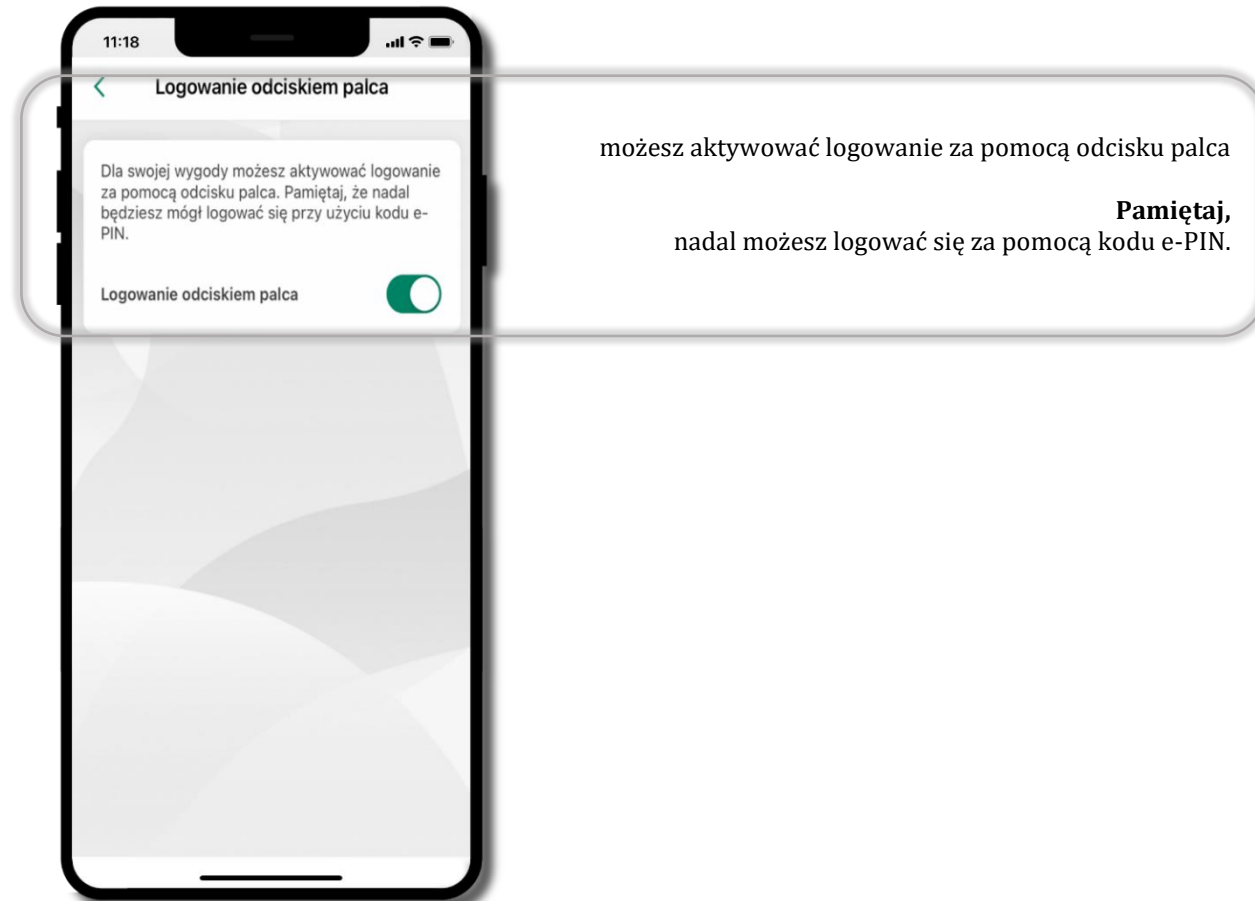 11:18
Logowanie odciskiem palca
Dla swojej wygody możesz aktywować logowanie
za pomocą odcisku palca. Pamiętaj, że nadal
będziesz mógł logować się przy użyciu kodu e-
PIN.
Logowanie odciskiem palca
możesz aktywować logowanie za pomocą odcisku palca
Pamiętaj,
nadal możesz logować się za pomocą kodu e-PIN.